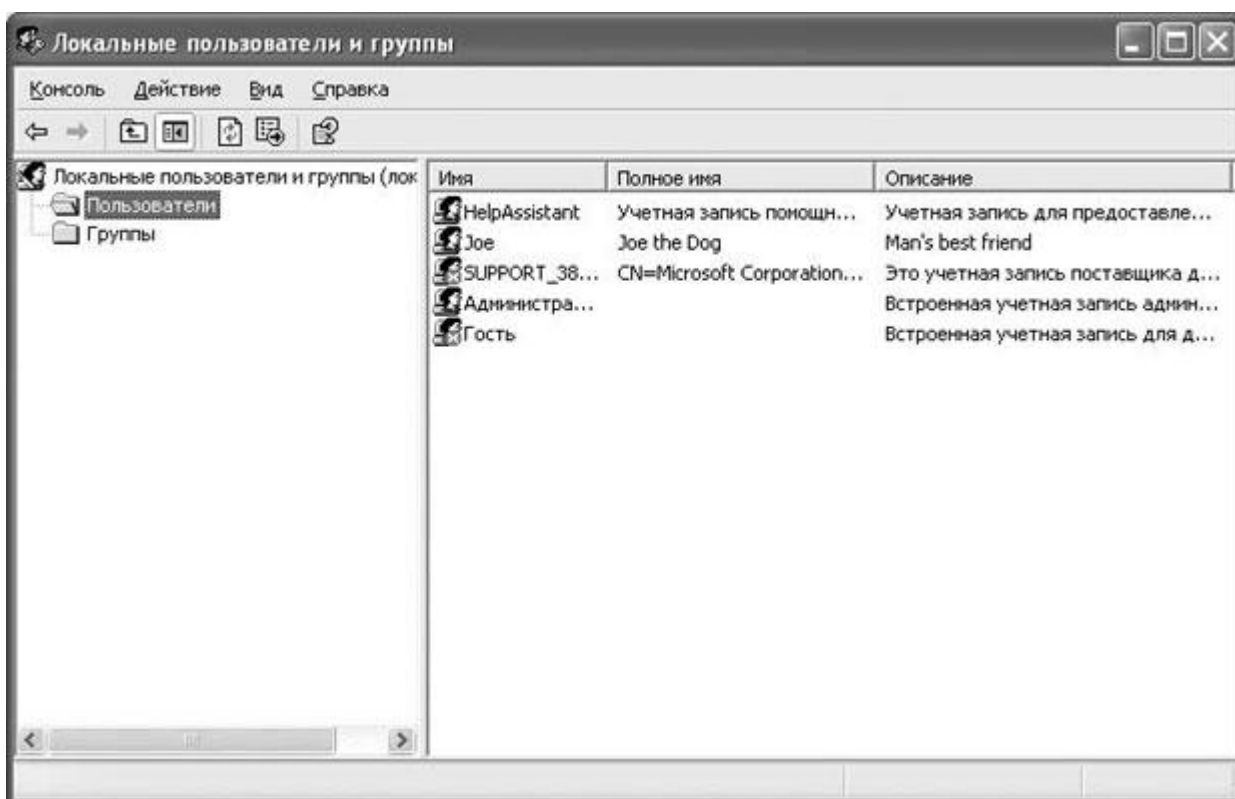 Локальные пользователи и группы
Консоль Действие Вид Справка
Локальные пользователи и группы (лок
Пользователи
Группы
Имя Полное имя Описание
HelpAssistant Учетная запись помощн... Учетная запись для предоставле...
Joe Joe the Dog Man's best friend
SUPPORT_38... CN=Microsoft Corporation... Это учетная запись поставщика д...
Администра... Встроенная учетная запись админ...
Гость Встроенная учетная запись для д...